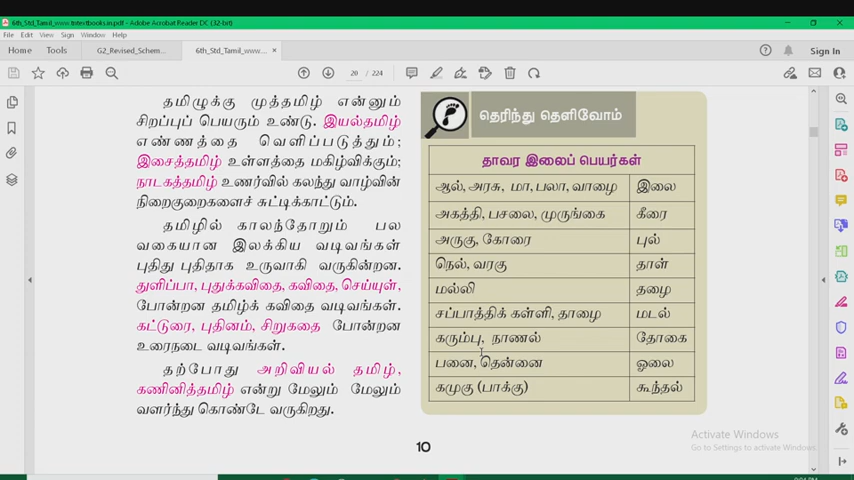 6th_Std_Tamil_www.tntextbooks.in.pdf - Adobe Acrobat Reader DC (32-bit)
File Edit View Sign Window Help
Home Tools G2_Revised_Schem... 6th_Std_Tamil_www.... × Sign In
20 / 224
தமிழுக்கு முத்தமிழ் என்னும்
சிறப்புப் பெயரும் உண்டு. இயல்தமிழ்
எண்ணத்தை வெளிப்படுத்தும்;
இசைத்தமிழ் உள்ளத்தை மகிழ்விக்கும்;
நாடகத்தமிழ் உணர்வில் கலந்து வாழ்வின்
நிறைகுறைகளைச் சுட்டிக்காட்டும்.
தமிழில் காலந்தோறும் பல
வகையான இலக்கிய வடிவங்கள்
புதிது புதிதாக உருவாகி வருகின்றன.
துளிப்பா, புதுக்கவிதை, கவிதை, செய்யுள்,
போன்றன தமிழ்க் கவிதை வடிவங்கள்.
கட்டுரை, புதினம், சிறுகதை போன்றன
உரைநடை வடிவங்கள்.
தற்போது அறிவியல் தமிழ்,
கணினித்தமிழ் என்று மேலும் மேலும்
வளர்ந்து கொண்டே வருகிறது.
தெரிந்து தெளிவோம்
தாவர இலைப் பெயர்கள்
ஆல், அரசு, மா, பலா, வாழை இலை
அகத்தி, பசலை, முருங்கை கீரை
அருகு, கோரை புல்
நெல், வரகு தாள்
மல்லி தழை
சப்பாத்திக் கள்ளி, தாழை மடல்
கரும்பு, நாணல் தோகை
பனை, தென்னை ஓலை
கமுகு (பாக்கு) கூந்தல்
10
Activate Windows
Go to Settings to activate Windows.